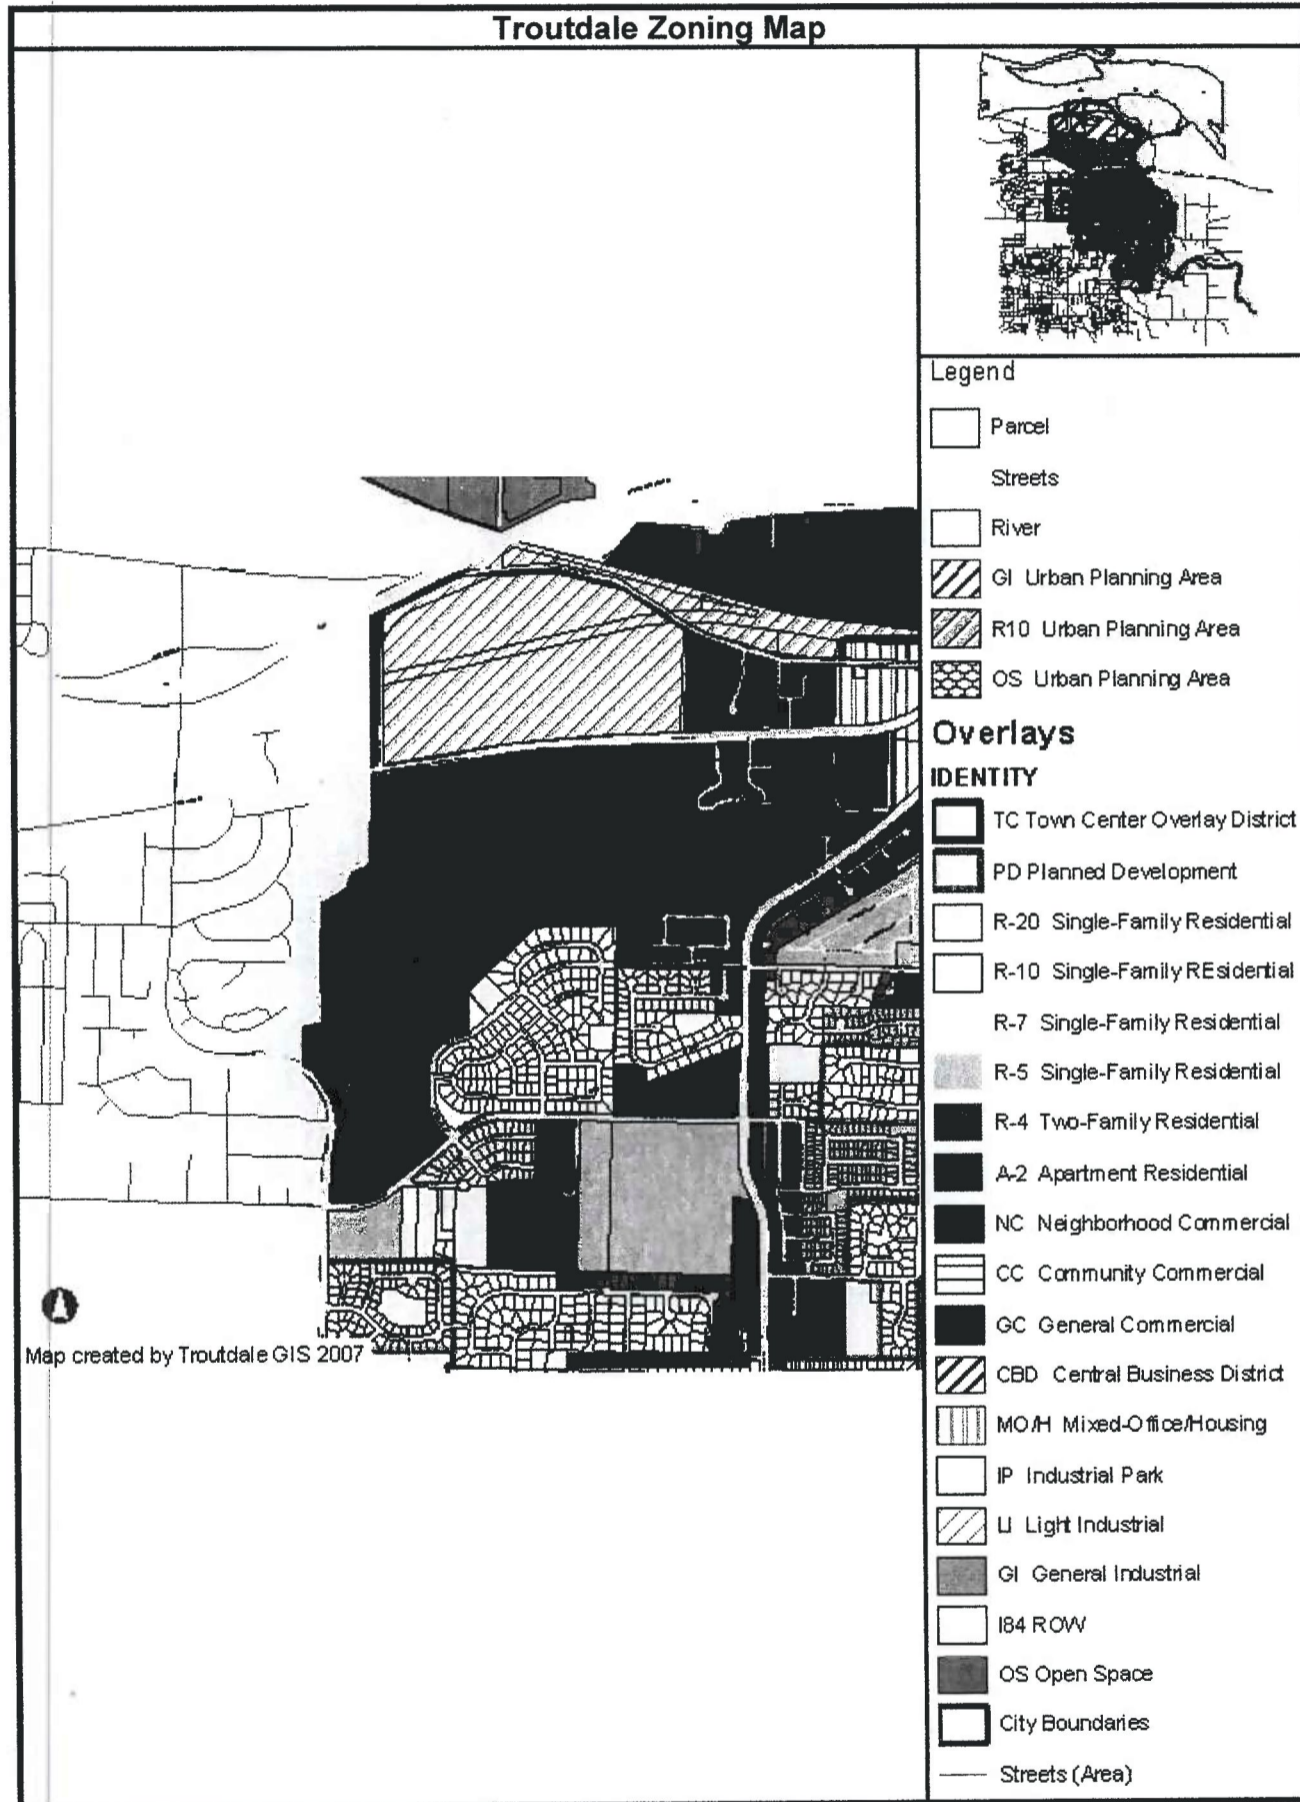 Troutdale Zoning Map
Legend
Parcel
Streets
River
GI Urban Planning Area
R10 Urban Planning Area
OS Urban Planning Area
Overlays
IDENTITY
TC Town Center Overlay District
PD Planned Development
R-20 Single-Family Residential
R-10 Single-Family REsidential
R-7 Single-Family Residential
R-5 Single-Family Residential
R-4 Two-Family Residential
A-2 Apartment Residential
NC Neighborhood Commercial
CC Community Commercial
GC General Commercial
CBD Central Business District
MO/H Mixed-Office/Housing
IP Industrial Park
LI Light Industrial
GI General Industrial
I84 ROW
OS Open Space
City Boundaries
Streets (Area)
Map created by Troutdale GIS 2007